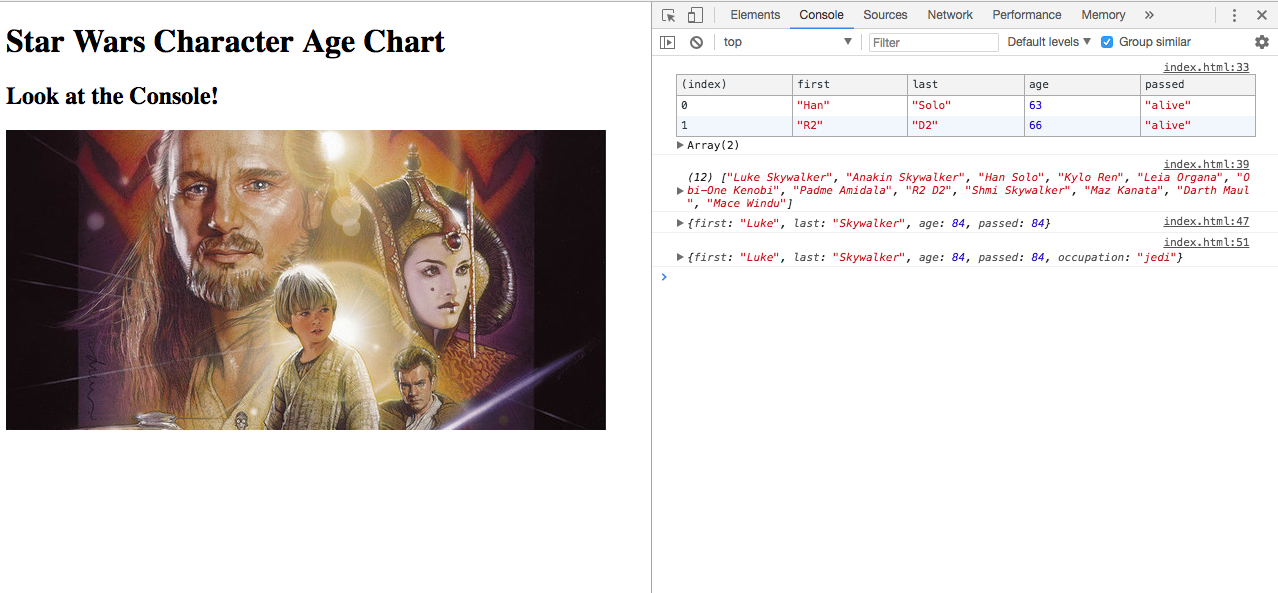 Star Wars Character Age Chart
Look at the Console!
Elements Console Sources Network Performance Memory »
top ▼ Filter Default levels ▼ Group similar
index.html:33
(index) first last age passed
0 "Han" "Solo" 63 "alive"
1 "R2" "D2" 66 "alive"
▶ Array(2)
index.html:39
(12) ["Luke Skywalker", "Anakin Skywalker", "Han Solo", "Kylo Ren", "Leia Organa", "O
▶ bi-One Kenobi", "Padme Amidala", "R2 D2", "Shmi Skywalker", "Maz Kanata", "Darth Maul
", "Mace Windu"]
▶ {first: "Luke", last: "Skywalker", age: 84, passed: 84} index.html:47
index.html:51
▶ {first: "Luke", last: "Skywalker", age: 84, passed: 84, occupation: "jedi"}
›